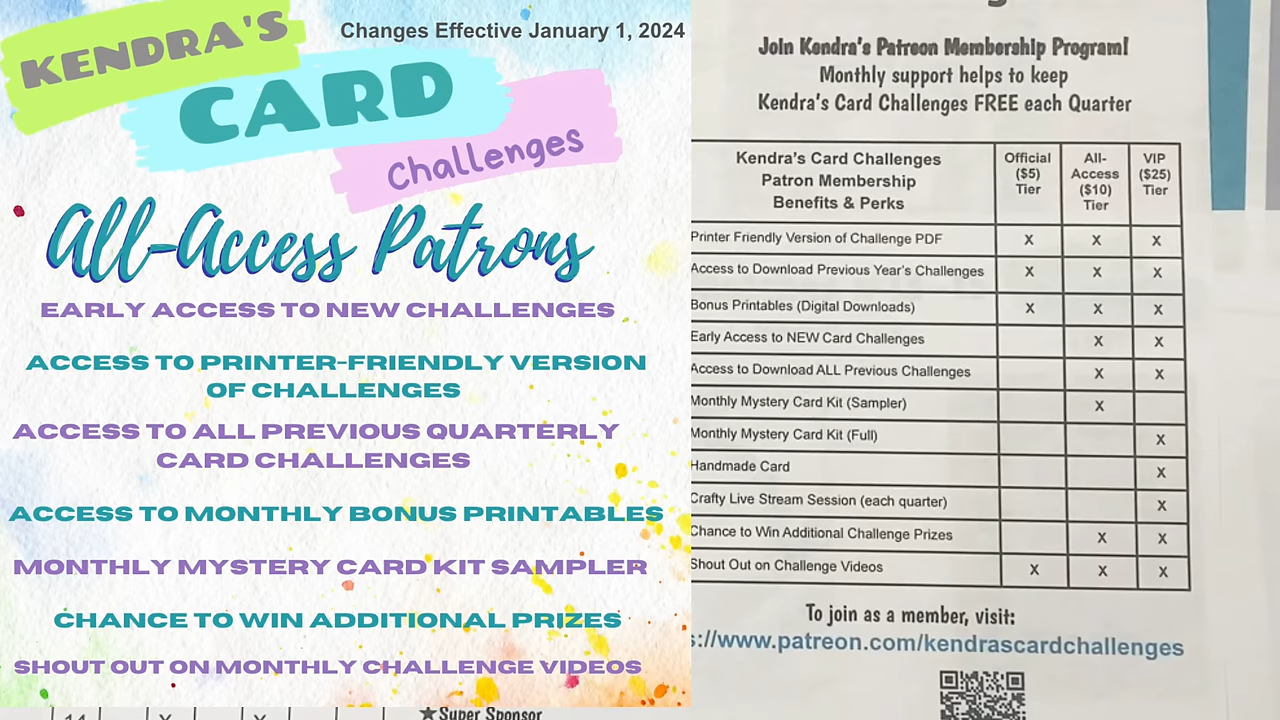 KENDRA'S
CARD
Challenges
Changes Effective January 1, 2024
All-Access Patrons
EARLY ACCESS TO NEW CHALLENGES
ACCESS TO PRINTER-FRIENDLY VERSION
OF CHALLENGES
ACCESS TO ALL PREVIOUS QUARTERLY
CARD CHALLENGES
ACCESS TO MONTHLY BONUS PRINTABLES
MONTHLY MYSTERY CARD KIT SAMPLER
CHANCE TO WIN ADDITIONAL PRIZES
SHOUT OUT ON MONTHLY CHALLENGE VIDEOS
14 X X
★Super Sponsor
Join Kendra's Patreon Membership Program!
Monthly support helps to keep
Kendra's Card Challenges FREE each Quarter
Kendra's Card Challenges
Patron Membership
Benefits & Perks
Official
($5)
Tier
All-
Access
($10)
Tier
VIP
($25)
Tier
Printer Friendly Version of Challenge PDF X X X
Access to Download Previous Year's Challenges X X X
Bonus Printables (Digital Downloads) X X X
Early Access to NEW Card Challenges X X
Access to Download ALL Previous Challenges X X
Monthly Mystery Card Kit (Sampler) X
Monthly Mystery Card Kit (Full) X
Handmade Card X
Crafty Live Stream Session (each quarter) X
Chance to Win Additional Challenge Prizes X X
Shout Out on Challenge Videos X X X
To join as a member, visit:
s://www.patreon.com/kendrascardchallenges